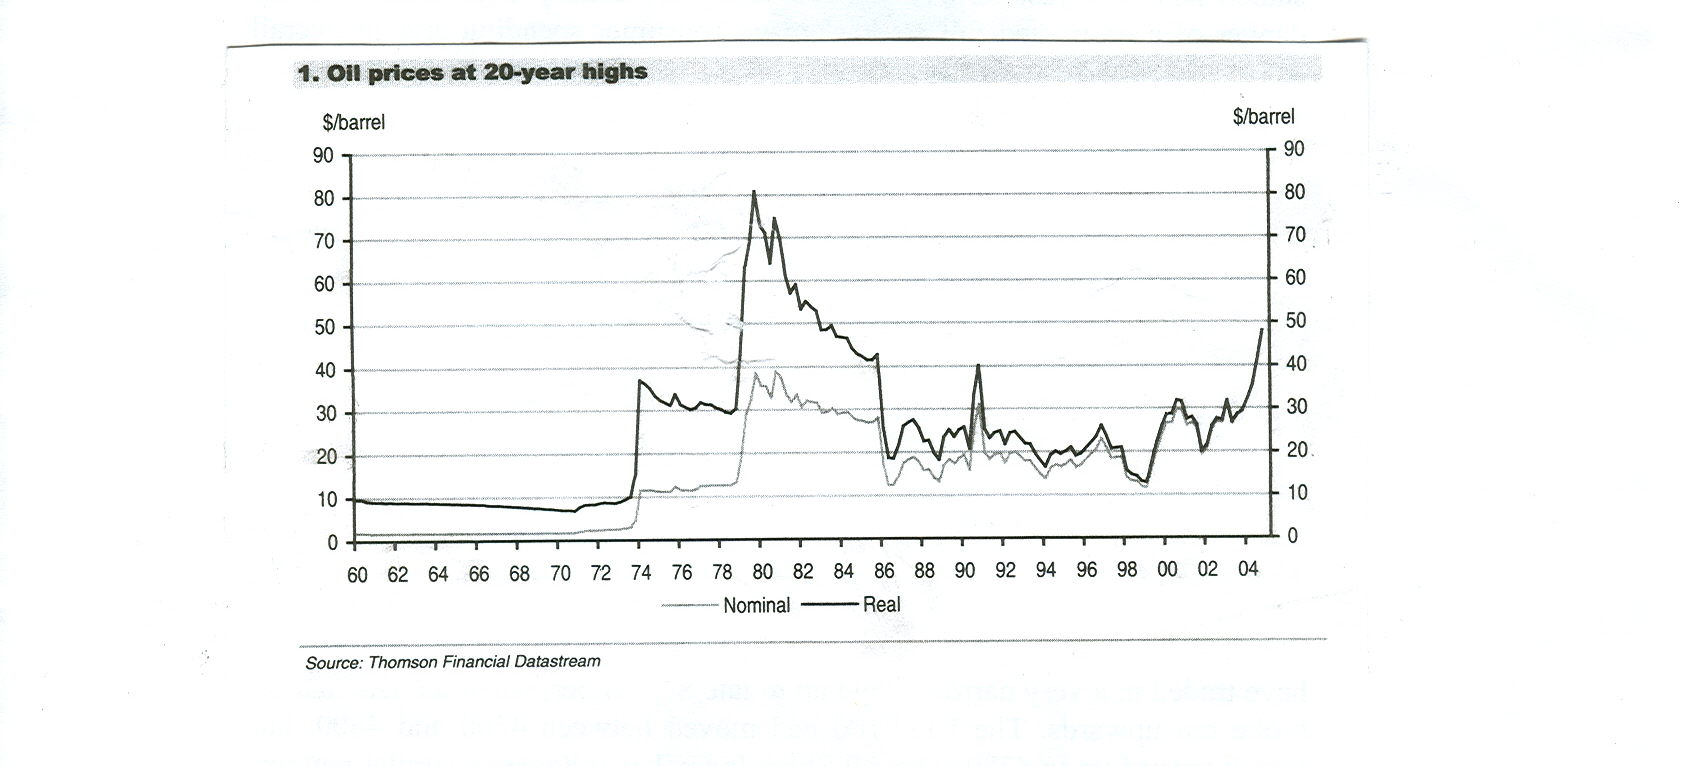 1. Oil prices at 20-year highs
$/barrel $/barrel
90 90
80 80
70 70
60 60
50 50
40 40
30 30
20 20
10 10
0 0
60 62 64 66 68 70 72 74 76 78 80 82 84 86 88 90 92 94 96 98 00 02 04
Nominal Real
Source: Thomson Financial Datastream